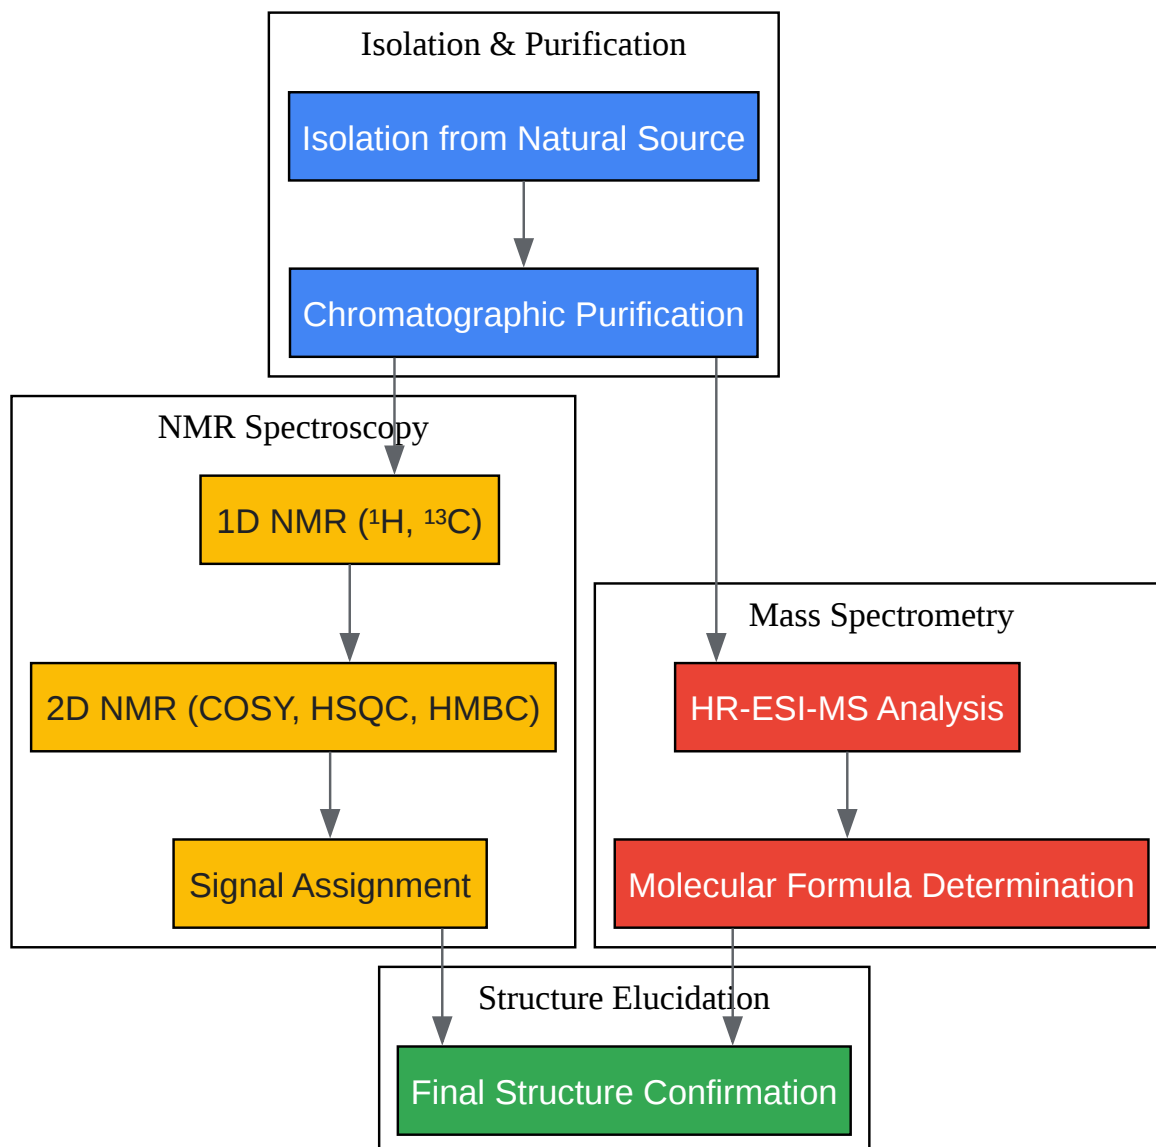 Isolation & Purification
Isolation from Natural Source
Chromatographic Purification
NMR Spectroscopy
1D NMR (¹H, ¹³C)
2D NMR (COSY, HSQC, HMBC)
Signal Assignment
Mass Spectrometry
HR-ESI-MS Analysis
Molecular Formula Determination
Structure Elucidation
Final Structure Confirmation